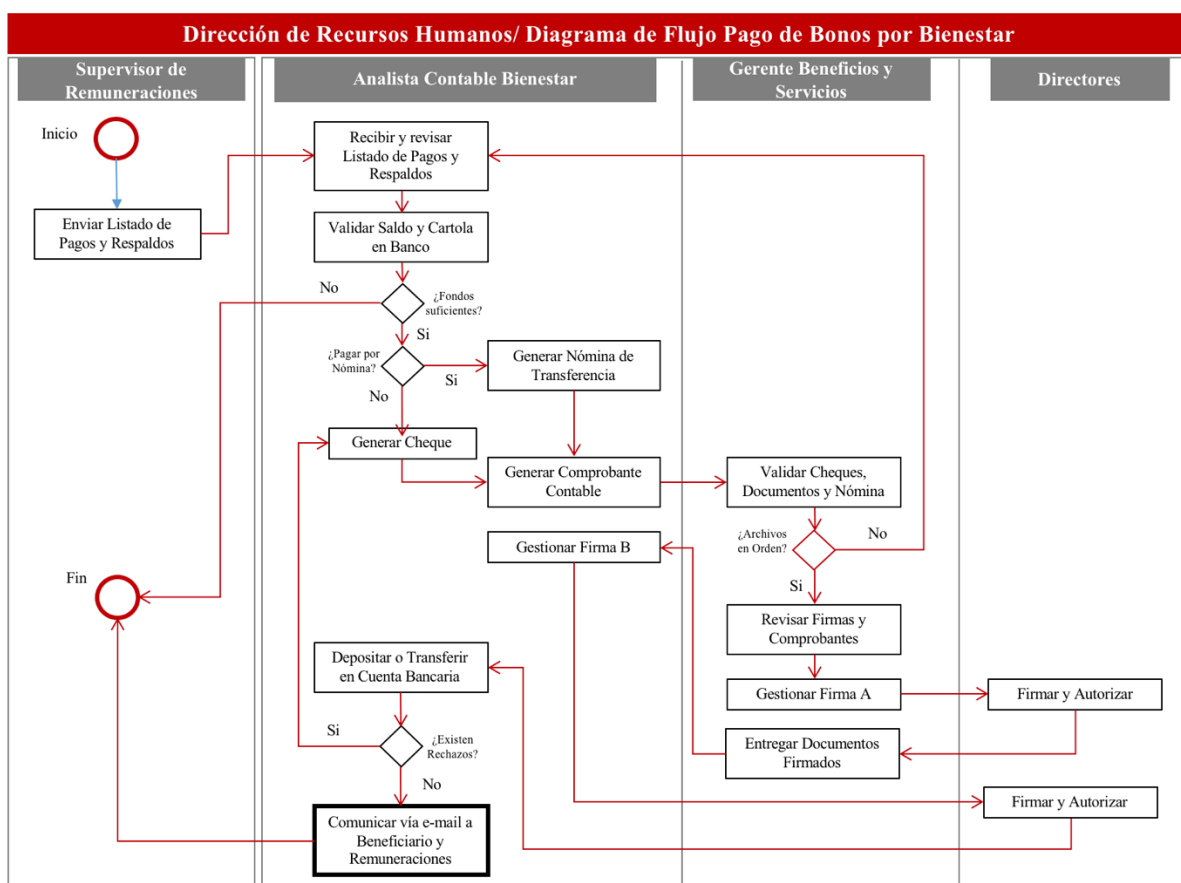 Dirección de Recursos Humanos/ Diagrama de Flujo Pago de Bonos por Bienestar
Supervisor de
Remuneraciones
Analista Contable Bienestar
Gerente Beneficios y
Servicios
Directores
Inicio
Enviar Listado de
Pagos y Respaldos
Recibir y revisar
Listado de Pagos y
Respaldos
Validar Saldo y Cartola
en Banco
No
¿Fondos
suficientes?
Si
¿Pagar por
Nómina?
Si
No
Generar Nómina de
Transferencia
Generar Cheque
Generar Comprobante
Contable
Validar Cheques,
Documentos y Nómina
¿Archivos
en Orden?
No
Si
Gestionar Firma B
Fin
Revisar Firmas y
Comprobantes
Depositar o Transferir
en Cuenta Bancaria
Gestionar Firma A
Firmar y Autorizar
Si
¿Existen
Rechazos?
No
Entregar Documentos
Firmados
Firmar y Autorizar
Comunicar vía e-mail a
Beneficiario y
Remuneraciones